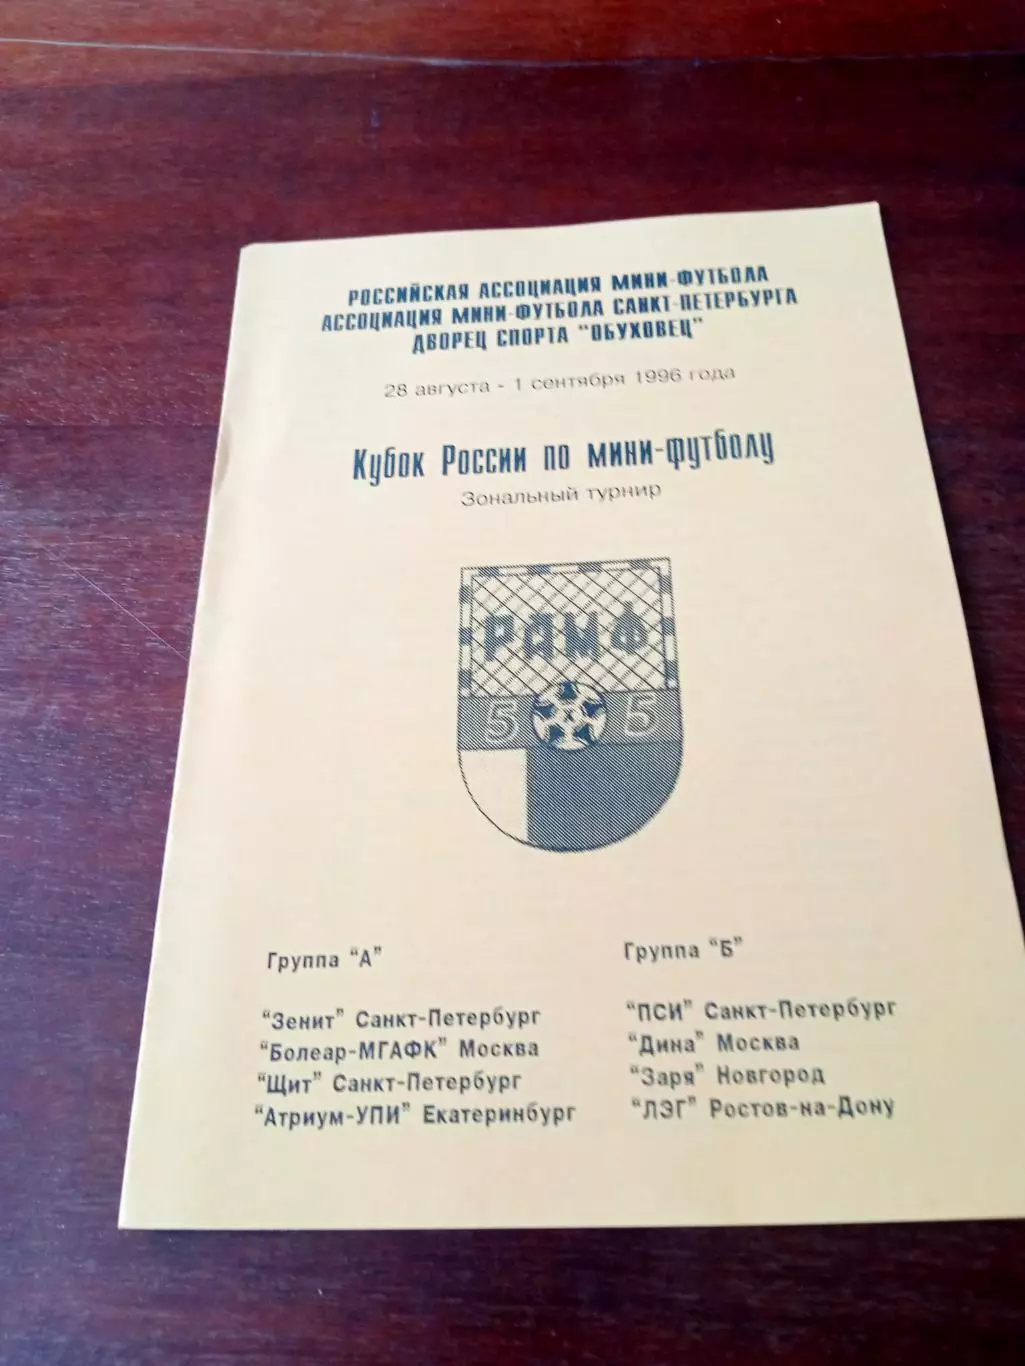 РОССИЙСКАЯ АССОЦИАЦИЯ МИНИ-ФУТБОЛА
АССОЦИАЦИЯ МИНИ-ФУТБОЛА САНКТ-ПЕТЕРБУРГА
ДВОРЕЦ СПОРТА "ОБУХОВЕЦ"
28 августа - 1 сентября 1996 года
Кубок России по мини-футболу
Зональный турнир
РАМФ
5 X 5
Группа "А"
"Зенит" Санкт-Петербург
"Болеар-МГАФК" Москва
"Щит" Санкт-Петербург
"Атриум-УПИ" Екатеринбург
Группа "Б"
"ПСИ" Санкт-Петербург
"Дина" Москва
"Заря" Новгород
"ЛЭГ" Ростов-на-Дону